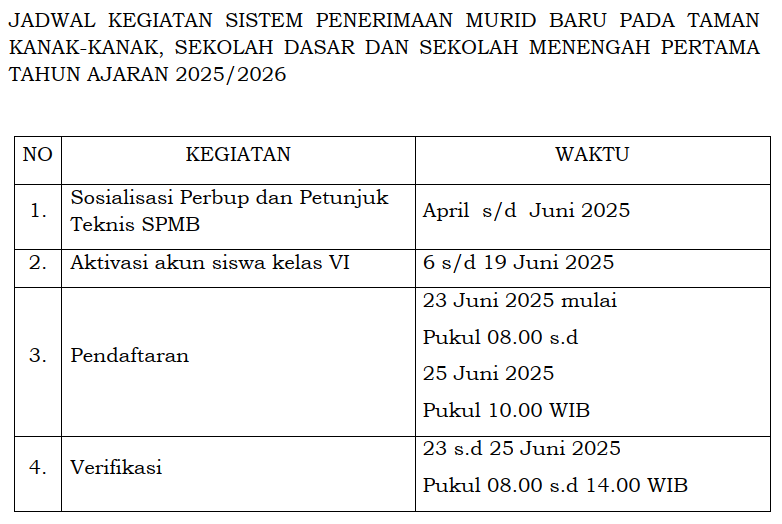 JADWAL KEGIATAN SISTEM PENERIMAAN MURID BARU PADA TAMAN
KANAK-KANAK, SEKOLAH DASAR DAN SEKOLAH MENENGAH PERTAMA
TAHUN AJARAN 2025/2026
NO KEGIATAN WAKTU
1. Sosialisasi Perbup dan Petunjuk
Teknis SPMB
April s/d Juni 2025
2. Aktivasi akun siswa kelas VI 6 s/d 19 Juni 2025
3. Pendaftaran
23 Juni 2025 mulai
Pukul 08.00 s.d
25 Juni 2025
Pukul 10.00 WIB
4. Verifikasi
23 s.d 25 Juni 2025
Pukul 08.00 s.d 14.00 WIB